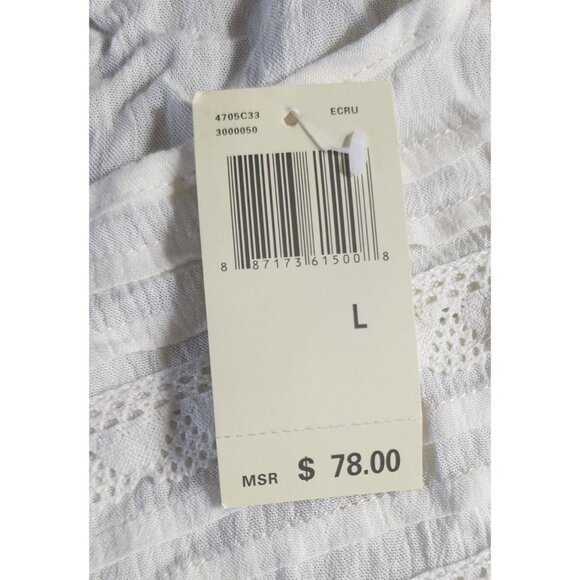 4705C33 ECRU
3000050
8 87173 61500 8
L
MSR $ 78.00